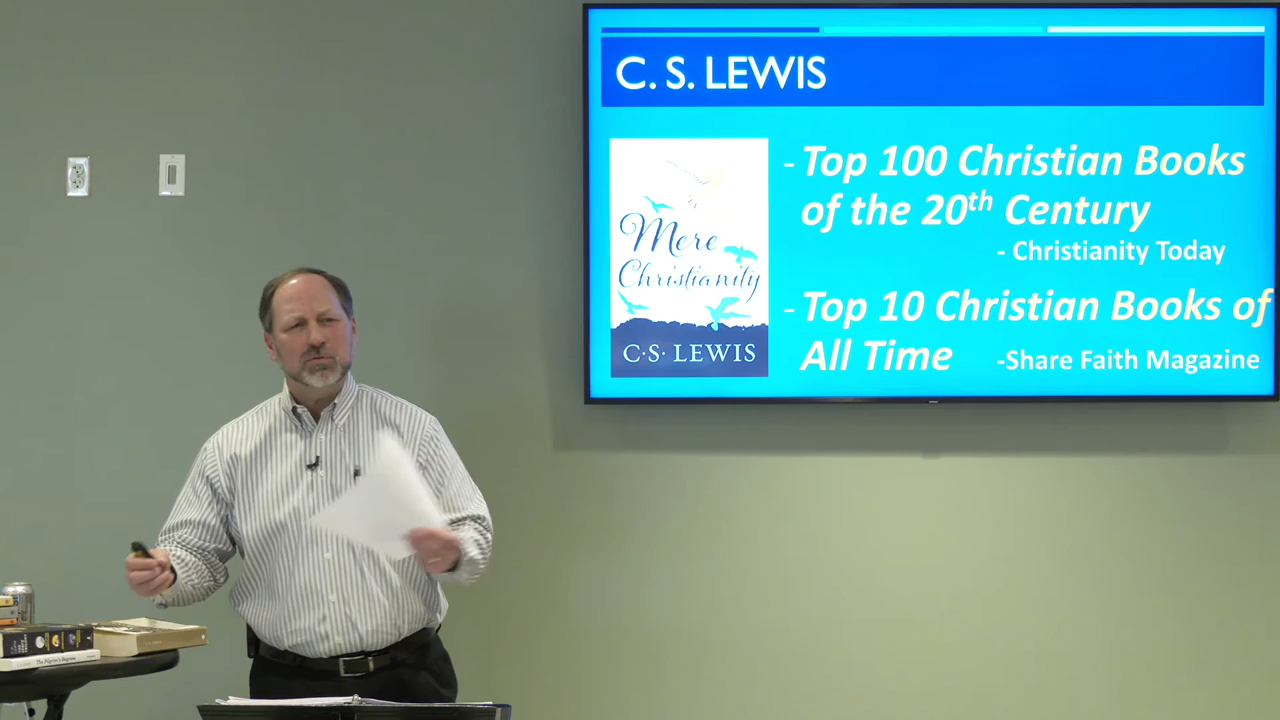 C. S. LEWIS
Mere
Christianity
C·S· LEWIS
- Top 100 Christian Books
of the 20th Century
- Christianity Today
- Top 10 Christian Books of
All Time -Share Faith Magazine
The Pilgrim's Regress